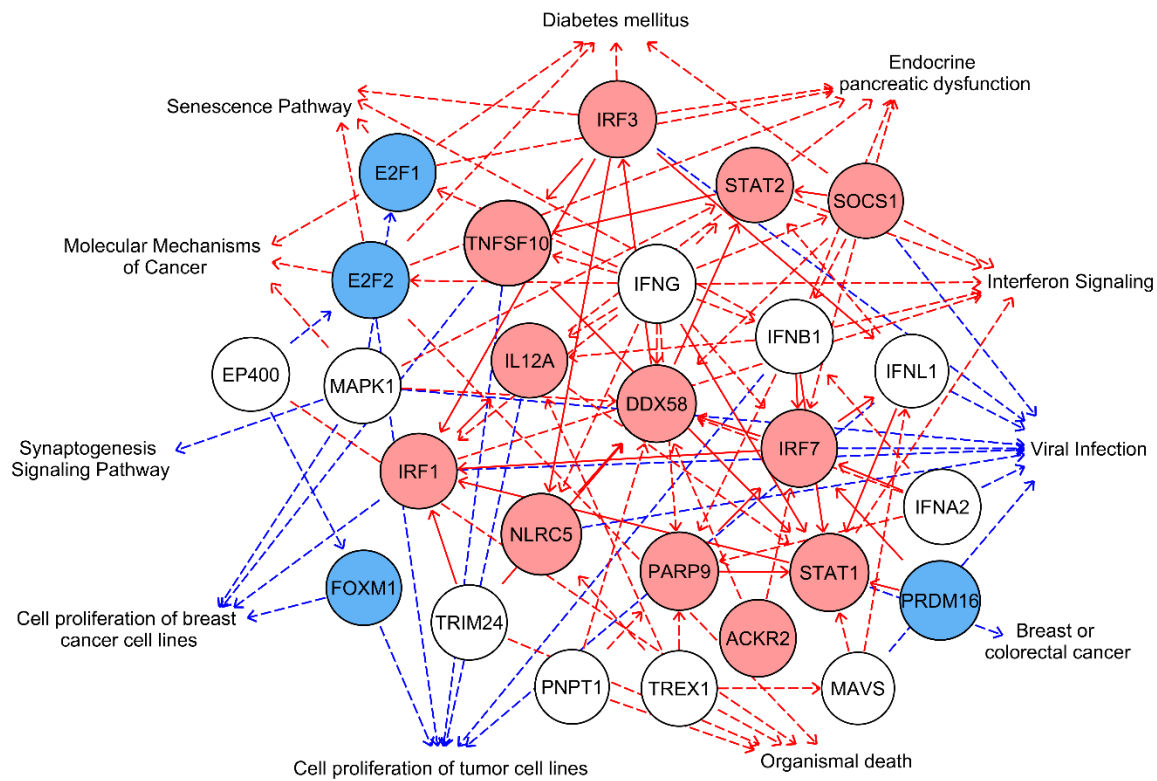 Diabetes mellitus
Endocrine
pancreatic dysfunction
Senescence Pathway
IRF3
E2F1
STAT2
SOCS1
TNFSF10
Molecular Mechanisms
of Cancer
E2F2
IFNG
Interferon Signaling
IFNB1
IL12A
IFNL1
EP400
MAPK1
DDX58
Synaptogenesis
Signaling Pathway
IRF1
IRF7
Viral Infection
IFNA2
NLRC5
PARP9
STAT1
FOXM1
PRDM16
Cell proliferation of breast
cancer cell lines
TRIM24
ACKR2
Breast or
colorectal cancer
PNPT1
TREX1
MAVS
Organismal death
Cell proliferation of tumor cell lines